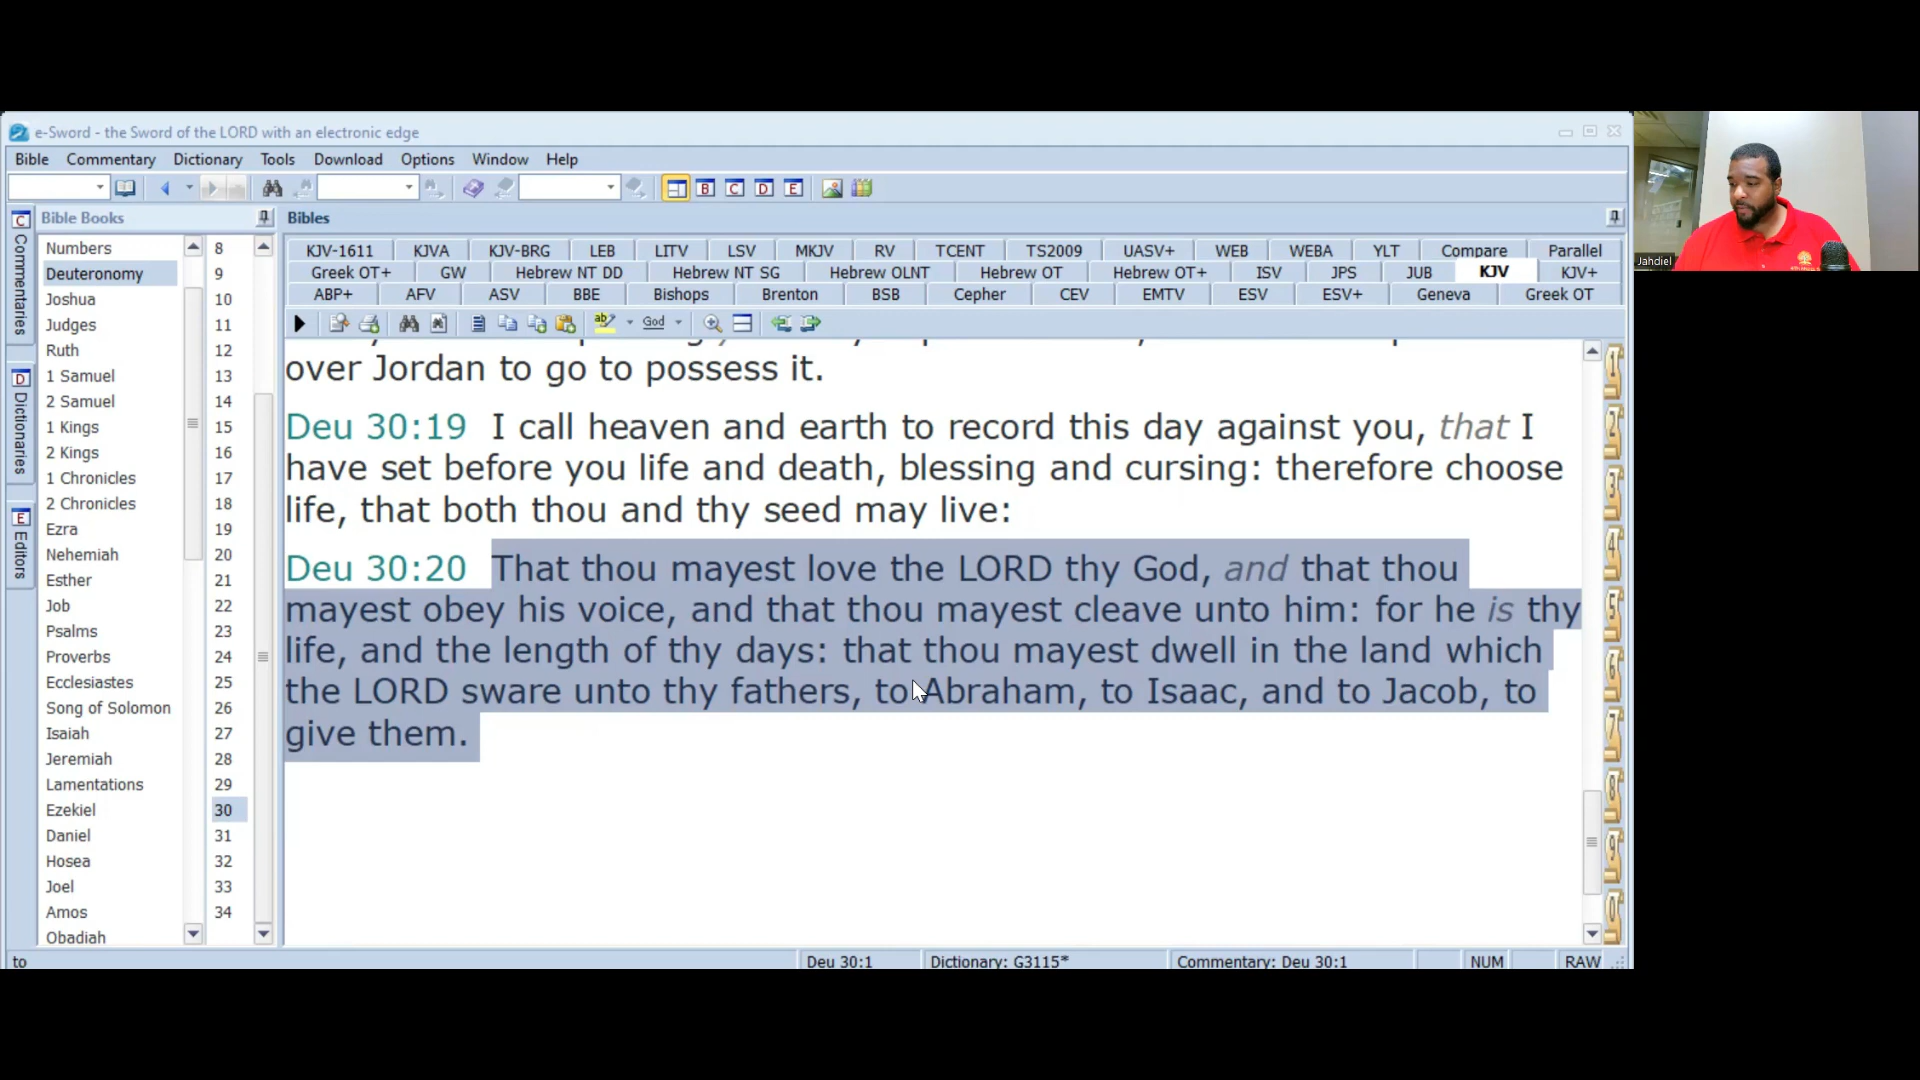 e-Sword - the Sword of the LORD with an electronic edge
Bible Commentary Dictionary Tools Download Options Window Help
B C D E
Bible Books
Bibles
C Commentaries
D Dictionaries
E Editors
Numbers 8
Deuteronomy 9
Joshua 10
Judges 11
Ruth 12
1 Samuel 13
2 Samuel 14
1 Kings 15
2 Kings 16
1 Chronicles 17
2 Chronicles 18
Ezra 19
Nehemiah 20
Esther 21
Job 22
Psalms 23
Proverbs 24
Ecclesiastes 25
Song of Solomon 26
Isaiah 27
Jeremiah 28
Lamentations 29
Ezekiel 30
Daniel 31
Hosea 32
Joel 33
Amos 34
Obadiah
KJV-1611 KJVA KJV-BRG LEB LITV LSV MKJV RV TCENT TS2009 UASV+ WEB WEBA YLT Compare Parallel
Greek OT+ GW Hebrew NT DD Hebrew NT SG Hebrew OLNT Hebrew OT Hebrew OT+ ISV JPS JUB KJV KJV+
ABP+ AFV ASV BBE Bishops Brenton BSB Cepher CEV EMTV ESV ESV+ Geneva Greek OT
ab God
over Jordan to go to possess it.
Deu 30:19 I call heaven and earth to record this day against you, that I
have set before you life and death, blessing and cursing: therefore choose
life, that both thou and thy seed may live:
Deu 30:20 That thou mayest love the LORD thy God, and that thou
mayest obey his voice, and that thou mayest cleave unto him: for he is thy
life, and the length of thy days: that thou mayest dwell in the land which
the LORD sware unto thy fathers, to Abraham, to Isaac, and to Jacob, to
give them.
1
2
3
4
5
6
7
8
9
0
to Deu 30:1 Dictionary: G3115* Commentary: Deu 30:1 NUM RAW
Jahdiel